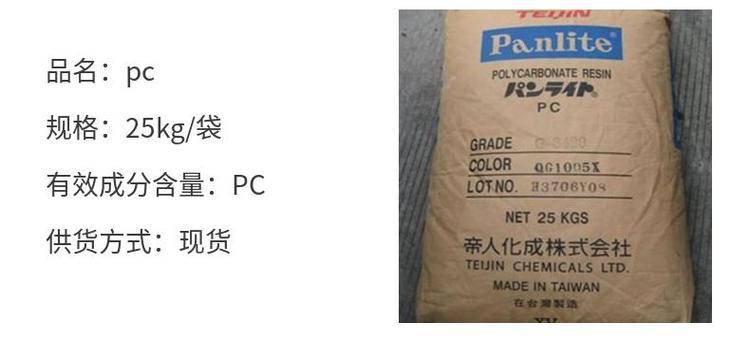 品名：pc
规格：25kg/袋
有效成分含量：PC
供货方式：现货
TEIJIN
Panlite®
POLYCARBONATE RESIN
パンライト®
PC
GRADE
COLOR QG1005X
LOT NO. H3706Y08
NET 25 KGS
帝人化成株式会社
TEIJIN CHEMICALS LTD.
MADE IN TAIWAN
在台灣製造